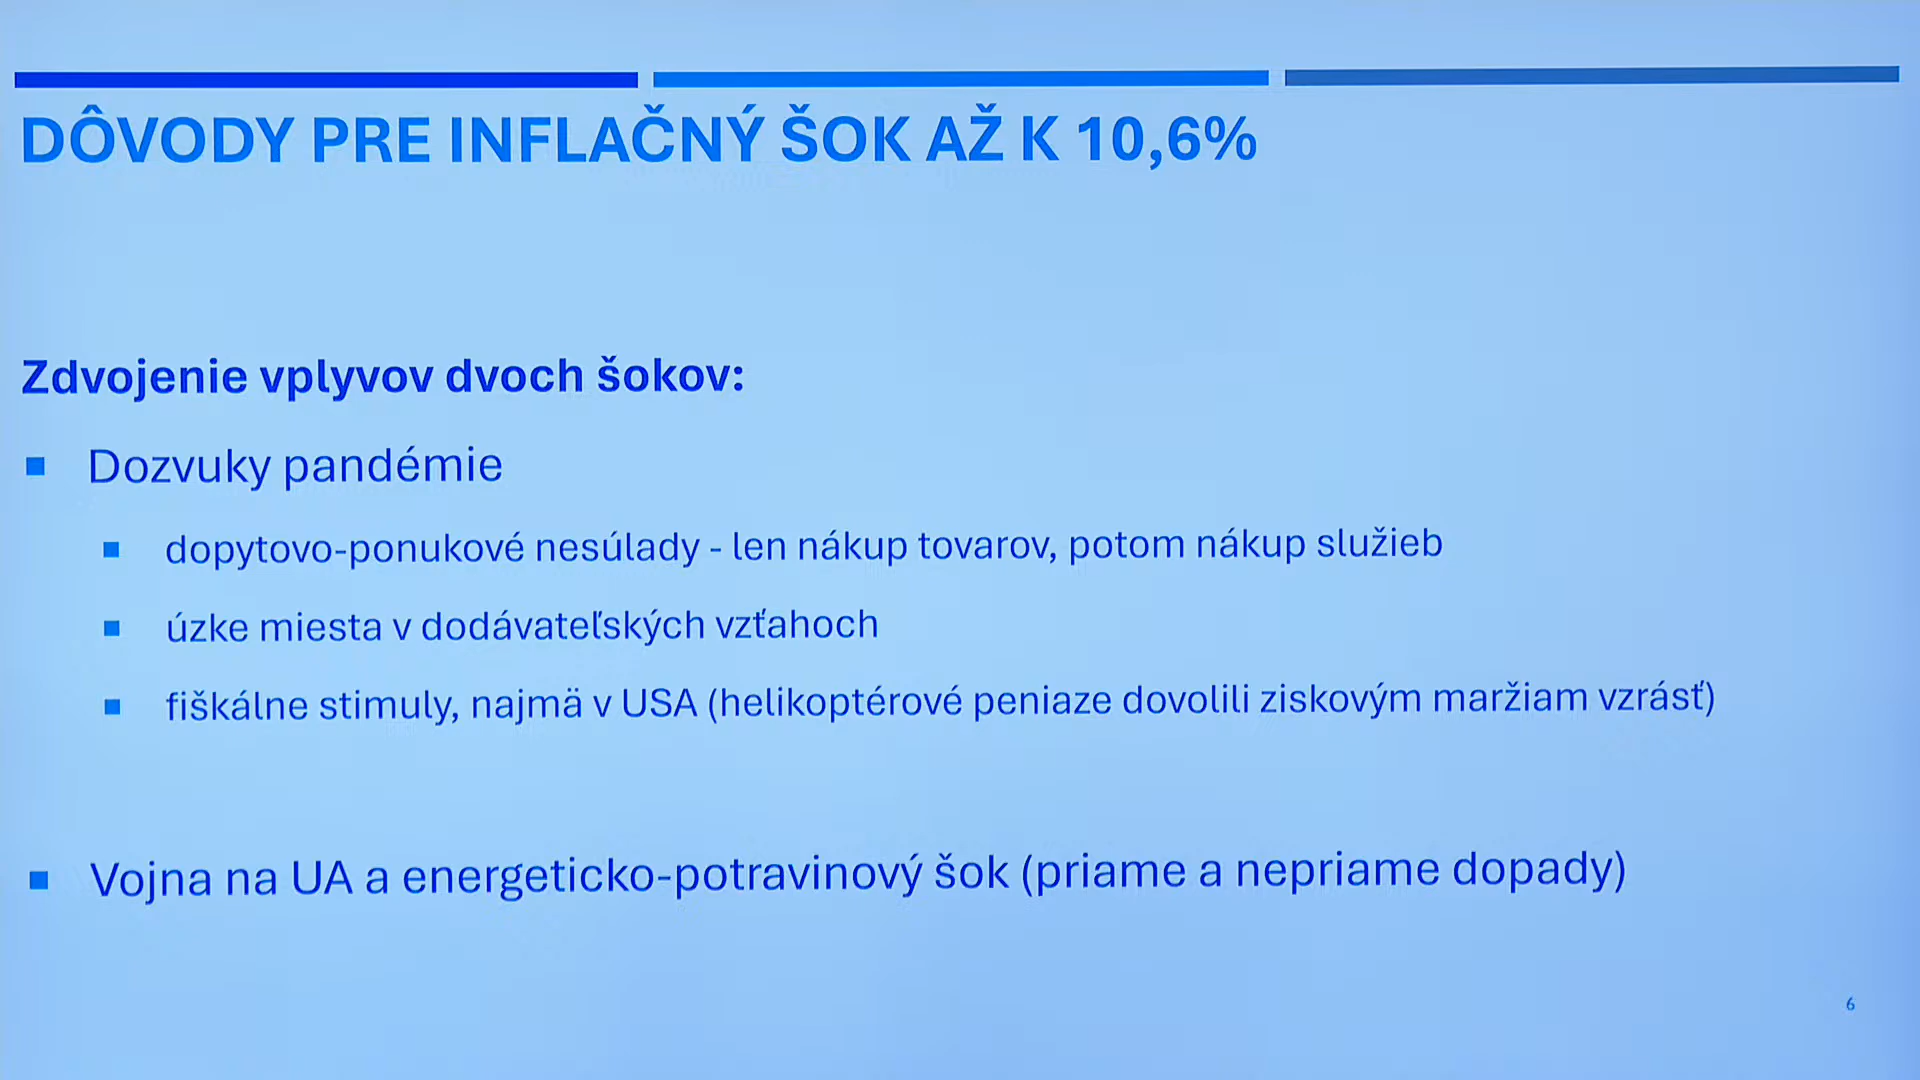 DÔVODY PRE INFLAČNÝ ŠOK AŽ K 10,6%
Zdvojenie vplyvov dvoch šokov:
Dozvuky pandémie
dopytovo-ponukové nesúlady - len nákup tovarov, potom nákup služieb
úzke miesta v dodávateľských vzťahoch
fiškálne stimuly, najmä v USA (helikoptérové peniaze dovolili ziskovým maržiam vzrásť)
Vojna na UA a energeticko-potravinový šok (priame a nepriame dopady)
6